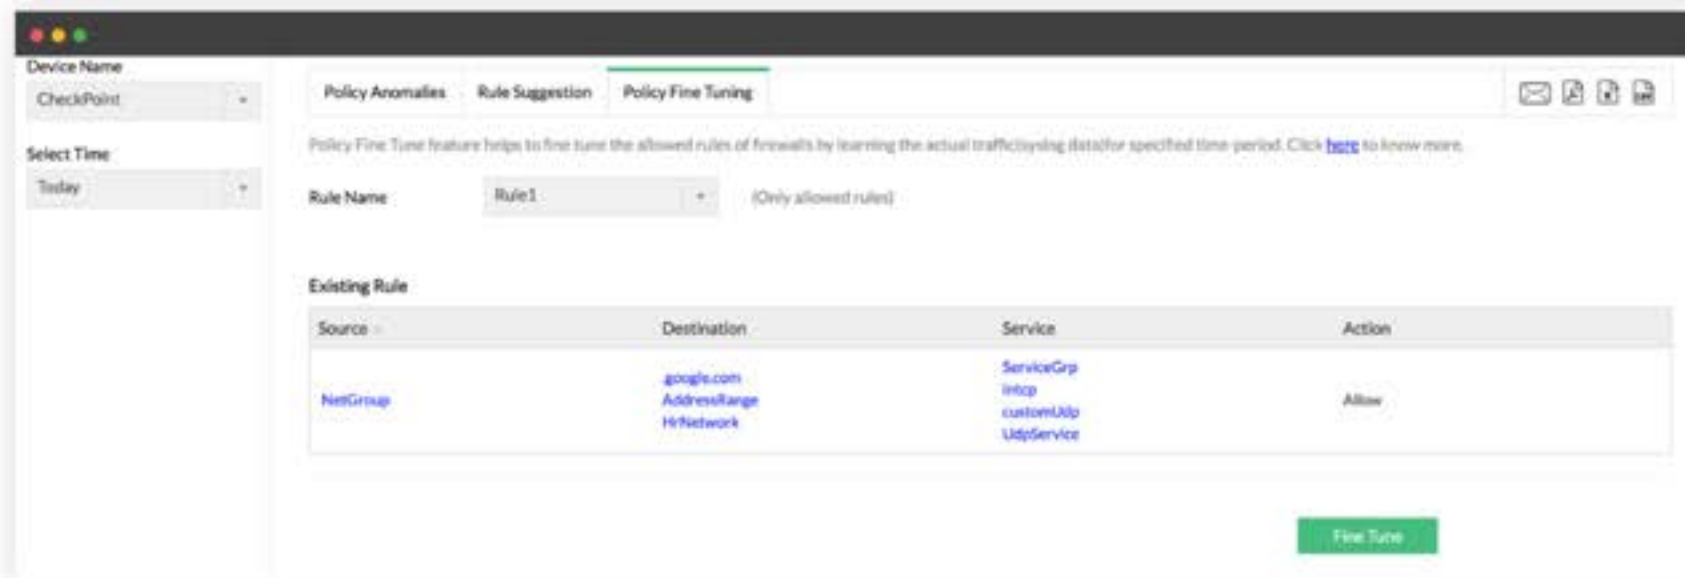 Device Name
CheckPoint
Select Time
Today
Policy Anomalies Rule Suggestion Policy Fine Tuning
Policy Fine Tune feature helps to fine tune the allowed rules of firewalls by learning the actual traffic(syslog data)for specified time-period. Click here to know more.
Rule Name Rule1 (Only allowed rules)
Existing Rule
Source Destination Service Action
NetGroup
google.com
AddressRange
HrNetwork
ServiceGrp
customUdp
UdpService
Allow
Fine Tune